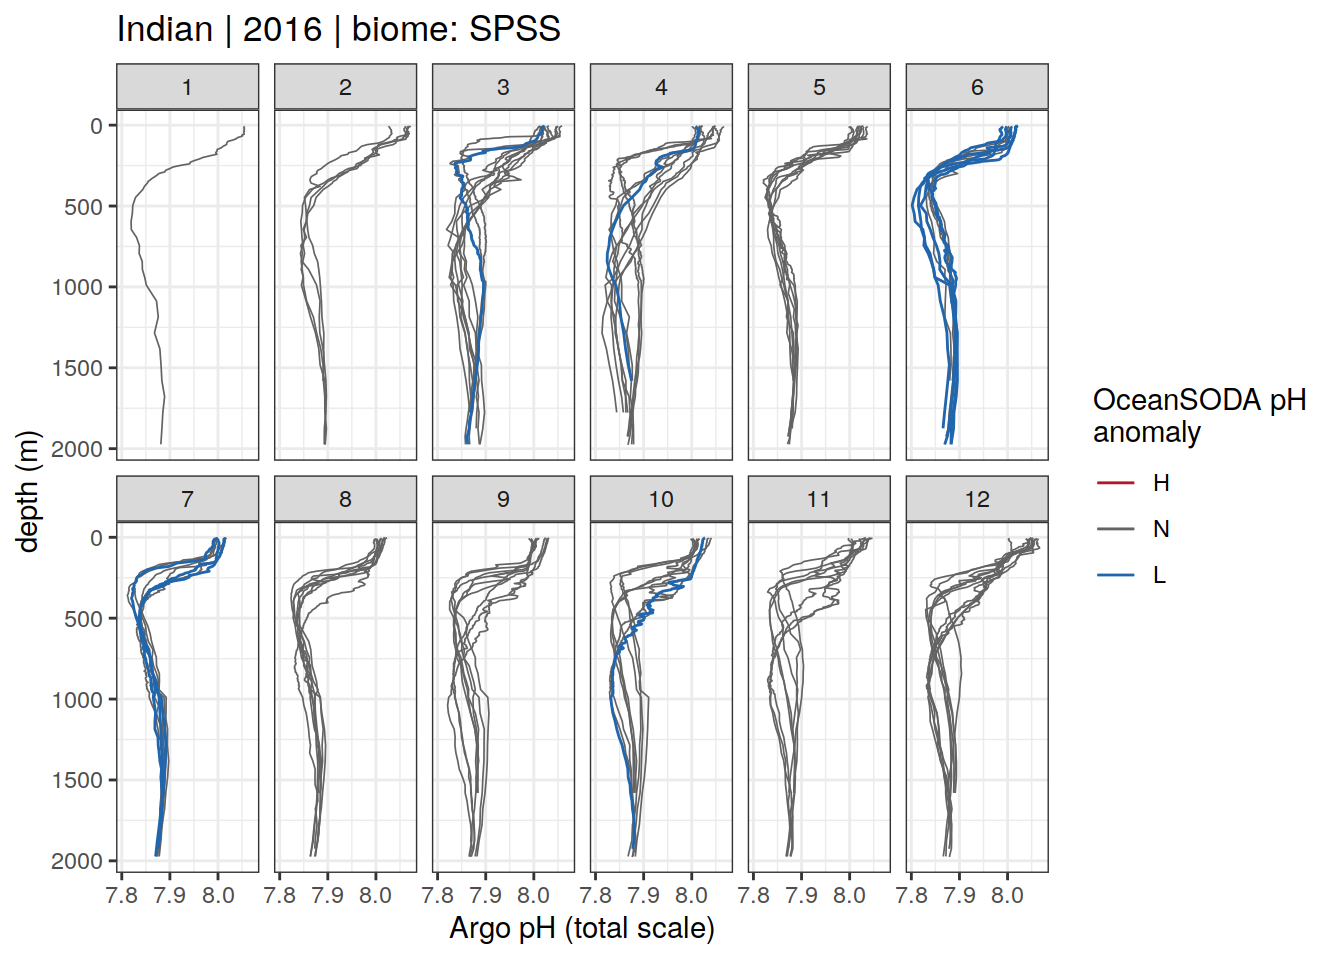 Indian | 2016 | biome: SPSS
1 2 3 4 5 6
0
500
1000
1500
2000
7 8 9 10 11 12
0
500
1000
1500
2000
7.8 7.9 8.0 7.8 7.9 8.0 7.8 7.9 8.0 7.8 7.9 8.0 7.8 7.9 8.0 7.8 7.9 8.0
Argo pH (total scale)
depth (m)
OceanSODA pH
anomaly
H
N
L